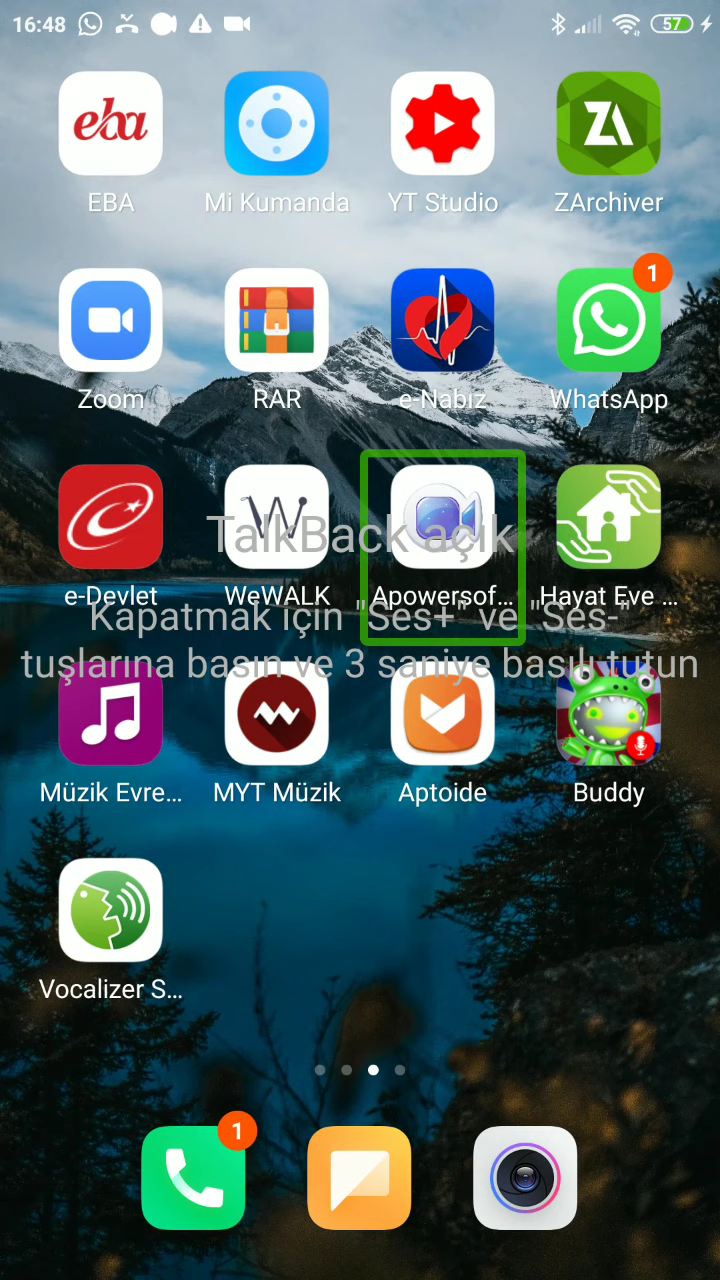 16:48
57
eba
EBA
Mi Kumanda
YT Studio
ZA
ZArchiver
1
Zoom
RAR
e-Nabız
WhatsApp
W
TalkBack açık
e-Devlet
WeWALK
Apowersof...
Hayat Eve ...
Kapatmak için "Ses+" ve "Ses-"
tuşlarına basın ve 3 saniye basılı tutun
Müzik Evre...
MYT Müzik
Aptoide
Buddy
Vocalizer S...
1